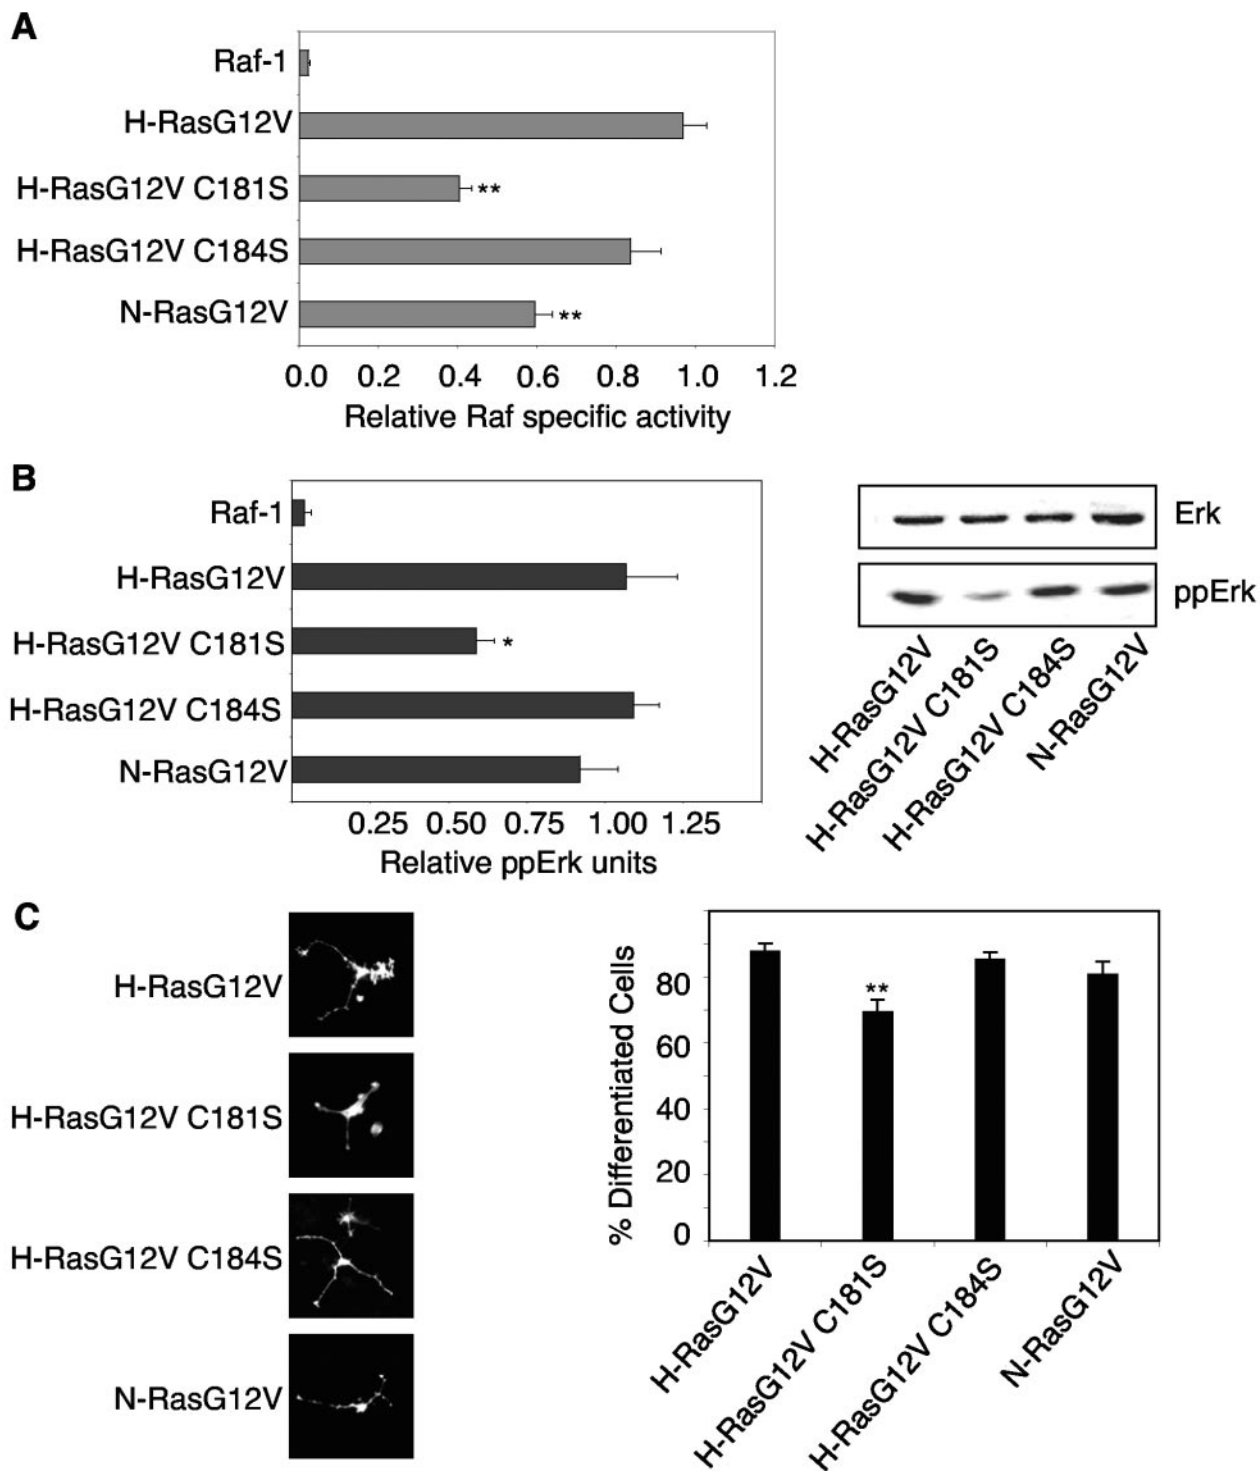 A
Raf-1
H-RasG12V
H-RasG12V C181S
**
H-RasG12V C184S
N-RasG12V
**
0.0 0.2 0.4 0.6 0.8 1.0 1.2
Relative Raf specific activity
B
Raf-1
H-RasG12V
H-RasG12V C181S
*
H-RasG12V C184S
N-RasG12V
0.25 0.50 0.75 1.00 1.25
Relative ppErk units
Erk
ppErk
H-RasG12V
H-RasG12V C181S
H-RasG12V C184S
N-RasG12V
C
H-RasG12V
H-RasG12V C181S
H-RasG12V C184S
N-RasG12V
% Differentiated Cells
80
60
40
20
0
**
H-RasG12V
H-RasG12V C181S
H-RasG12V C184S
N-RasG12V